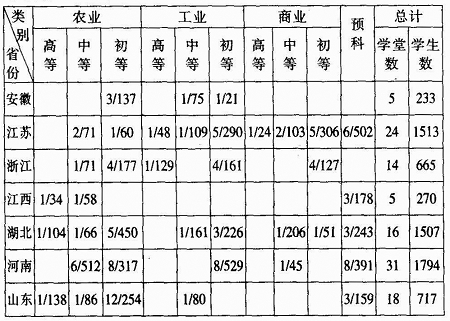 类别 农业 工业 商业 预科 总计
省份 高等 中等 初等 高等 中等 初等 高等 中等 初等 学堂数 学生数
安徽 3/137 1/75 1/21 5 233
江苏 2/71 1/60 1/48 1/109 5/290 1/24 2/103 5/306 6/502 24 1513
浙江 1/71 4/177 1/129 4/161 4/127 14 665
江西 1/34 1/58 3/178 5 270
湖北 1/104 1/66 5/450 1/161 3/226 1/206 1/51 3/243 16 1507
河南 6/512 8/317 8/529 1/45 8/391 31 1794
山东 1/138 1/86 12/254 1/80 3/159 18 717